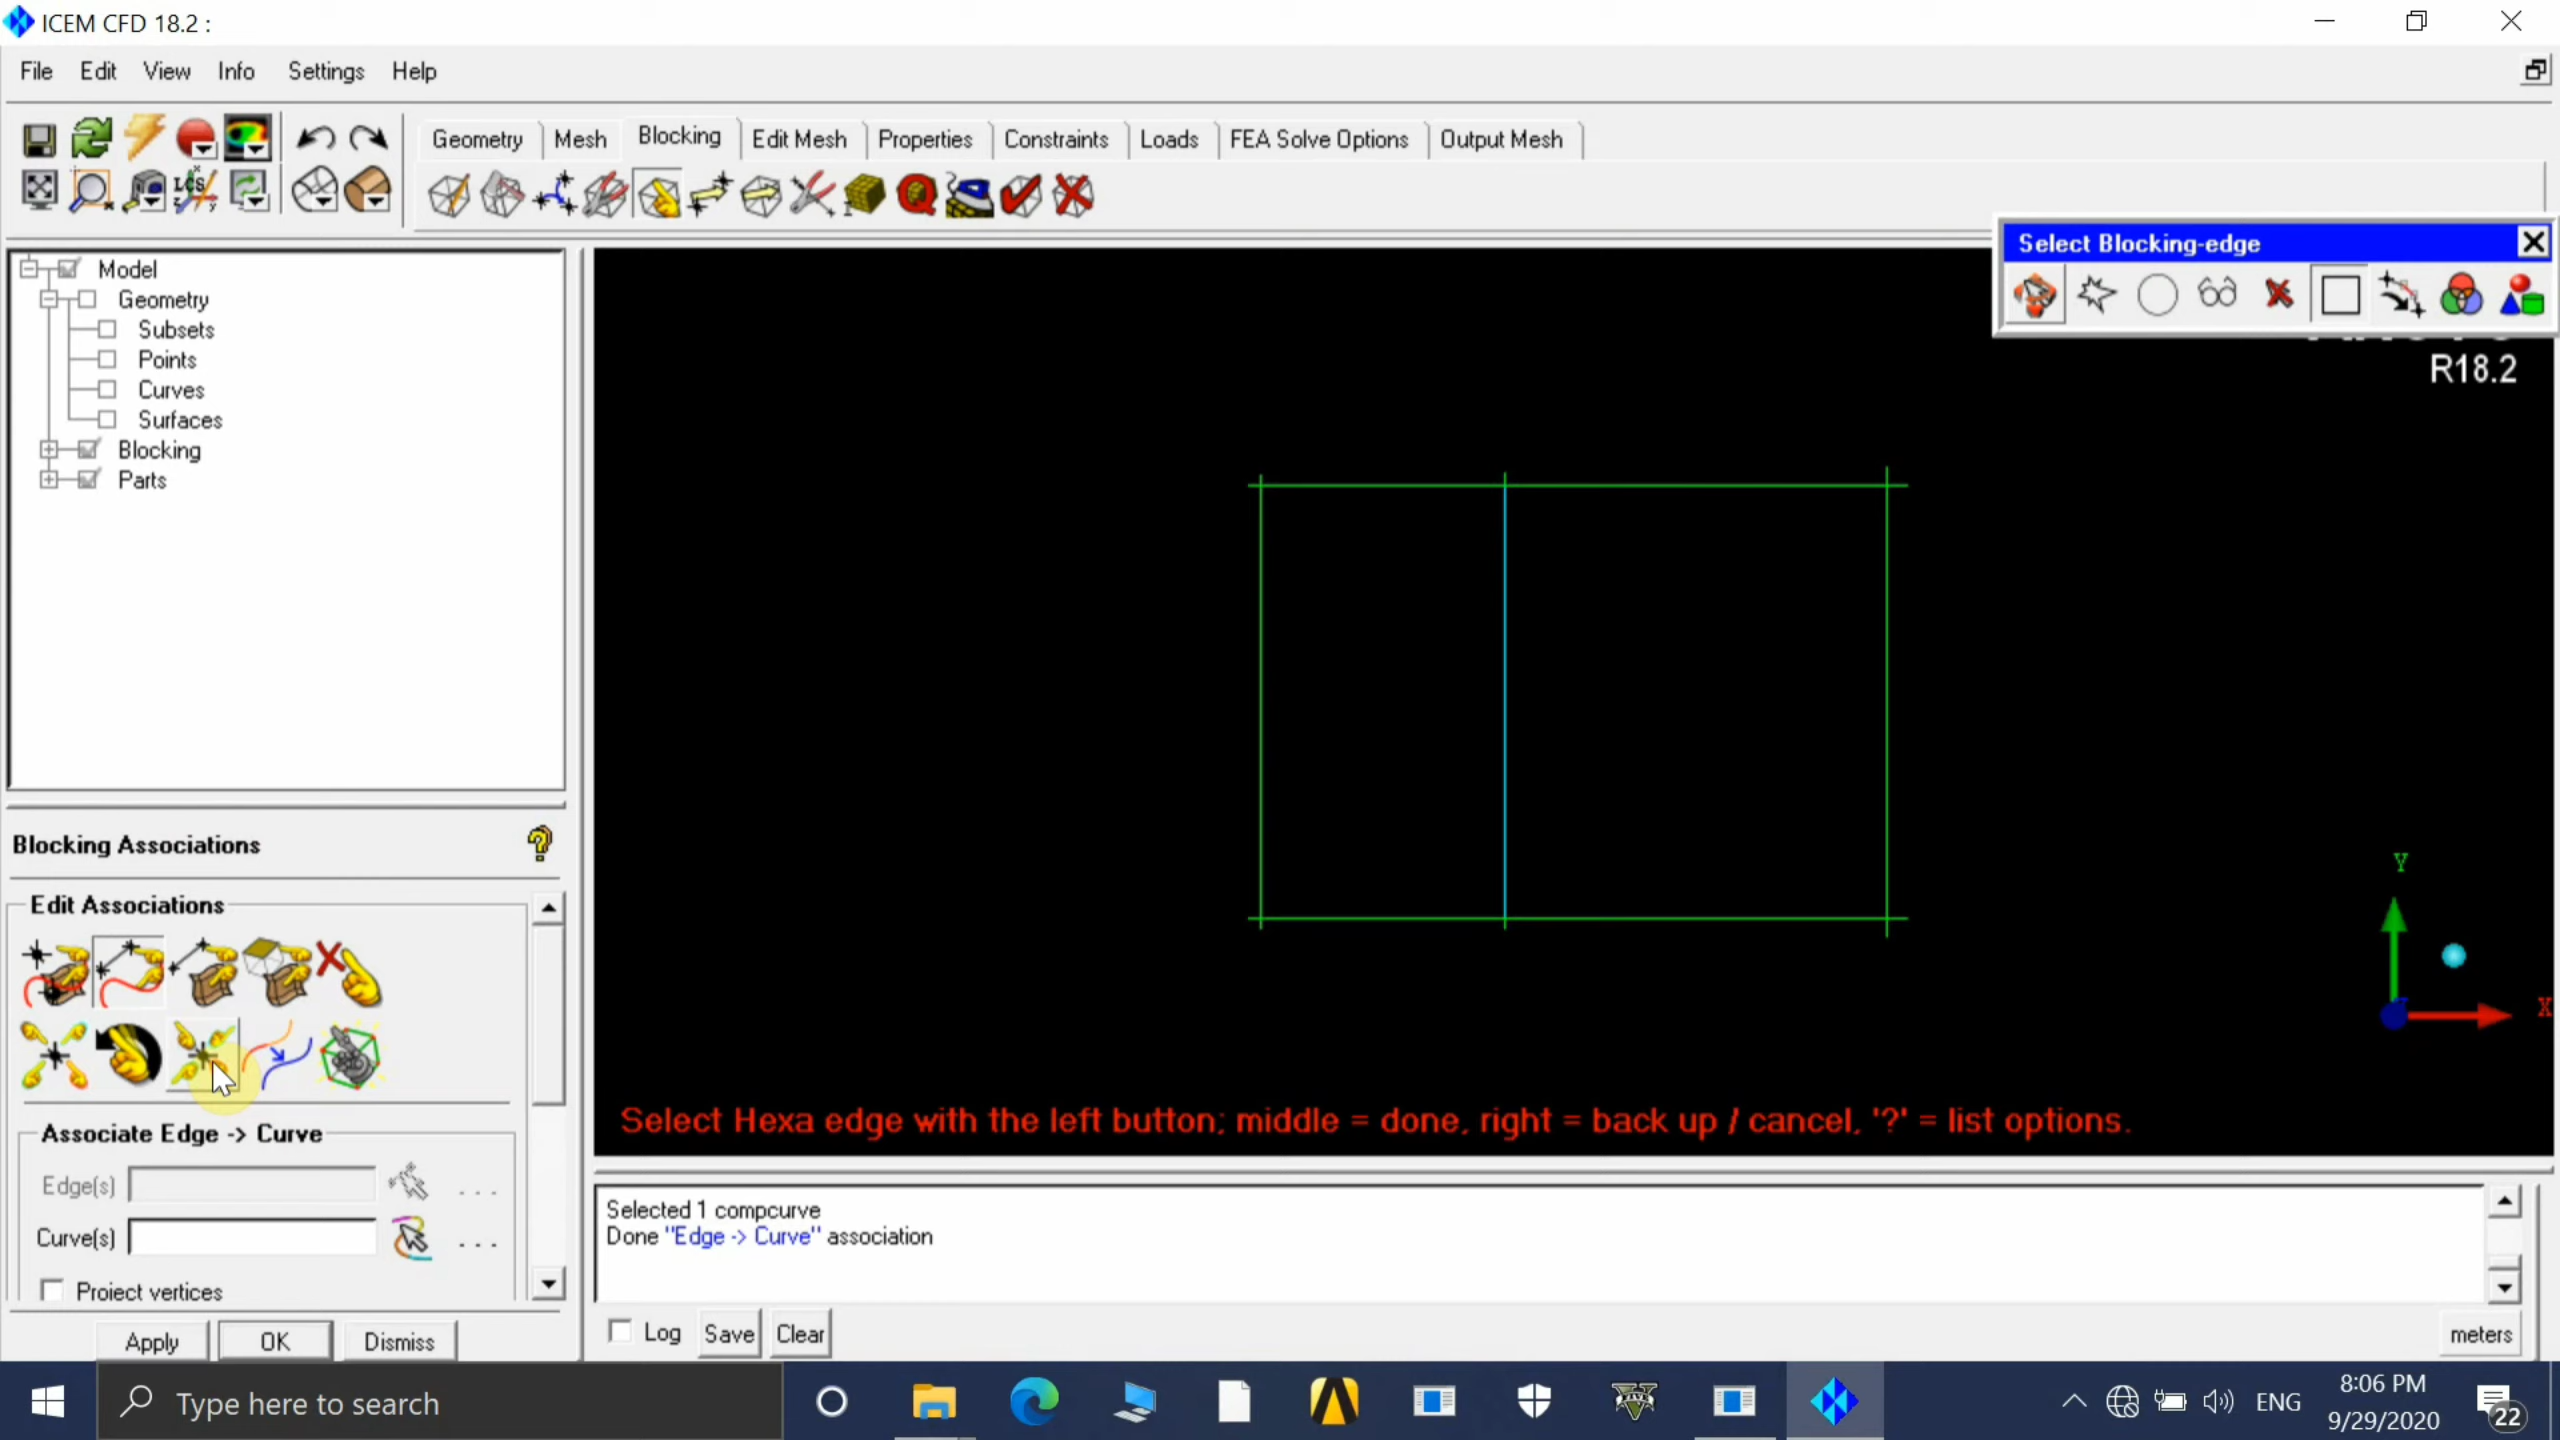 ICEM CFD 18.2 :
File Edit View Info Settings Help
Geometry Mesh Blocking Edit Mesh Properties Constraints Loads FEA Solve Options Output Mesh
LCS
Select Blocking-edge
R18.2
Model
Geometry
Subsets
Points
Curves
Surfaces
Blocking
Parts
Blocking Associations
Edit Associations
Associate Edge -> Curve
Edge(s) ...
Curve(s) ...
Project vertices
Apply OK Dismiss
Y
X
Select Hexa edge with the left button; middle = done, right = back up / cancel, '?' = list options.
Selected 1 compcurve
Done "Edge -> Curve" association
Log Save Clear
meters
Type here to search
ENG
8:06 PM
9/29/2020
22